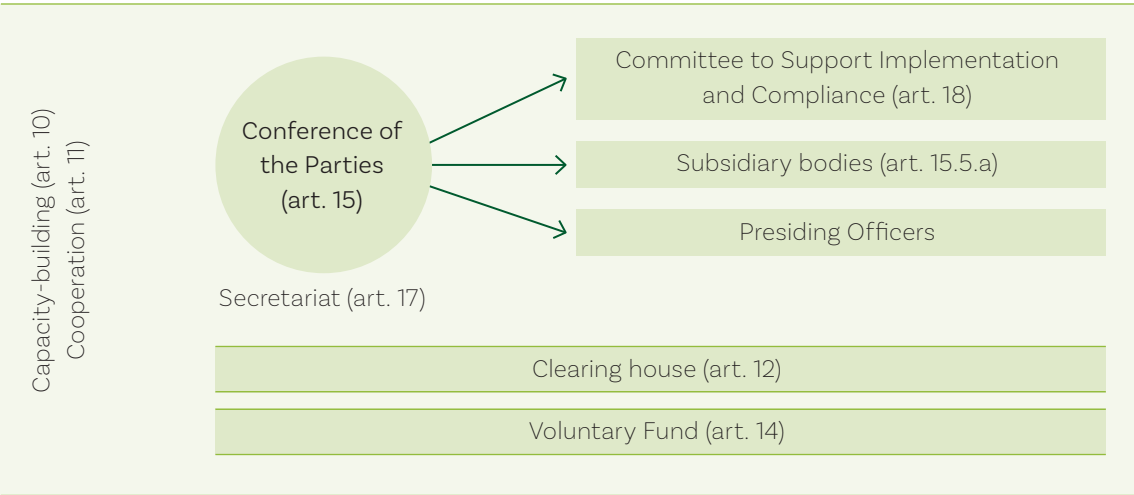 Capacity-building (art. 10)
Cooperation (art. 11)
Conference of
the Parties
(art. 15)
Committee to Support Implementation
and Compliance (art. 18)
Subsidiary bodies (art. 15.5.a)
Presiding Officers
Secretariat (art. 17)
Clearing house (art. 12)
Voluntary Fund (art. 14)